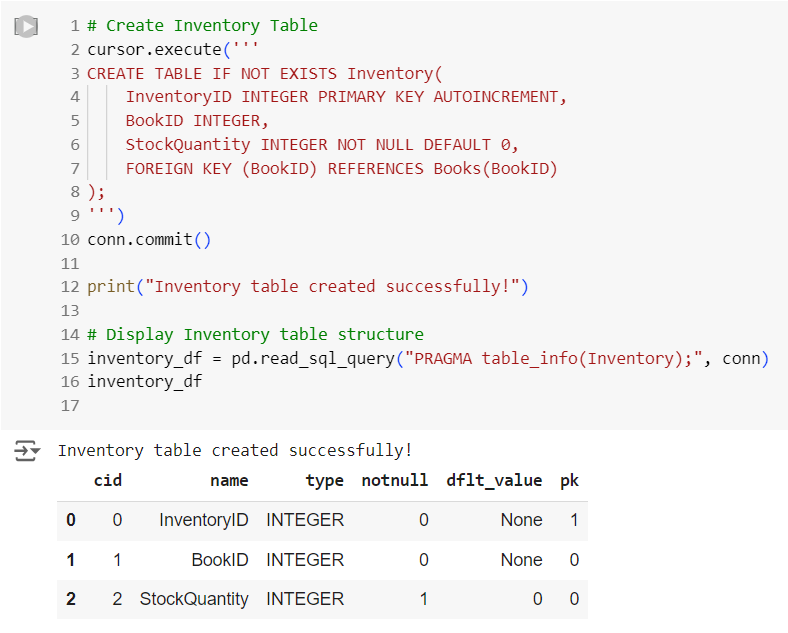 1 # Create Inventory Table
2 cursor.execute('''
3 CREATE TABLE IF NOT EXISTS Inventory(
4     InventoryID INTEGER PRIMARY KEY AUTOINCREMENT,
5     BookID INTEGER,
6     StockQuantity INTEGER NOT NULL DEFAULT 0,
7     FOREIGN KEY (BookID) REFERENCES Books(BookID)
8 );
9 ''')
10 conn.commit()
11
12 print("Inventory table created successfully!")
13
14 # Display Inventory table structure
15 inventory_df = pd.read_sql_query("PRAGMA table_info(Inventory);", conn)
16 inventory_df
17
Inventory table created successfully!
cid name type notnull dflt_value pk
0 0 InventoryID INTEGER 0 None 1
1 1 BookID INTEGER 0 None 0
2 2 StockQuantity INTEGER 1 0 0